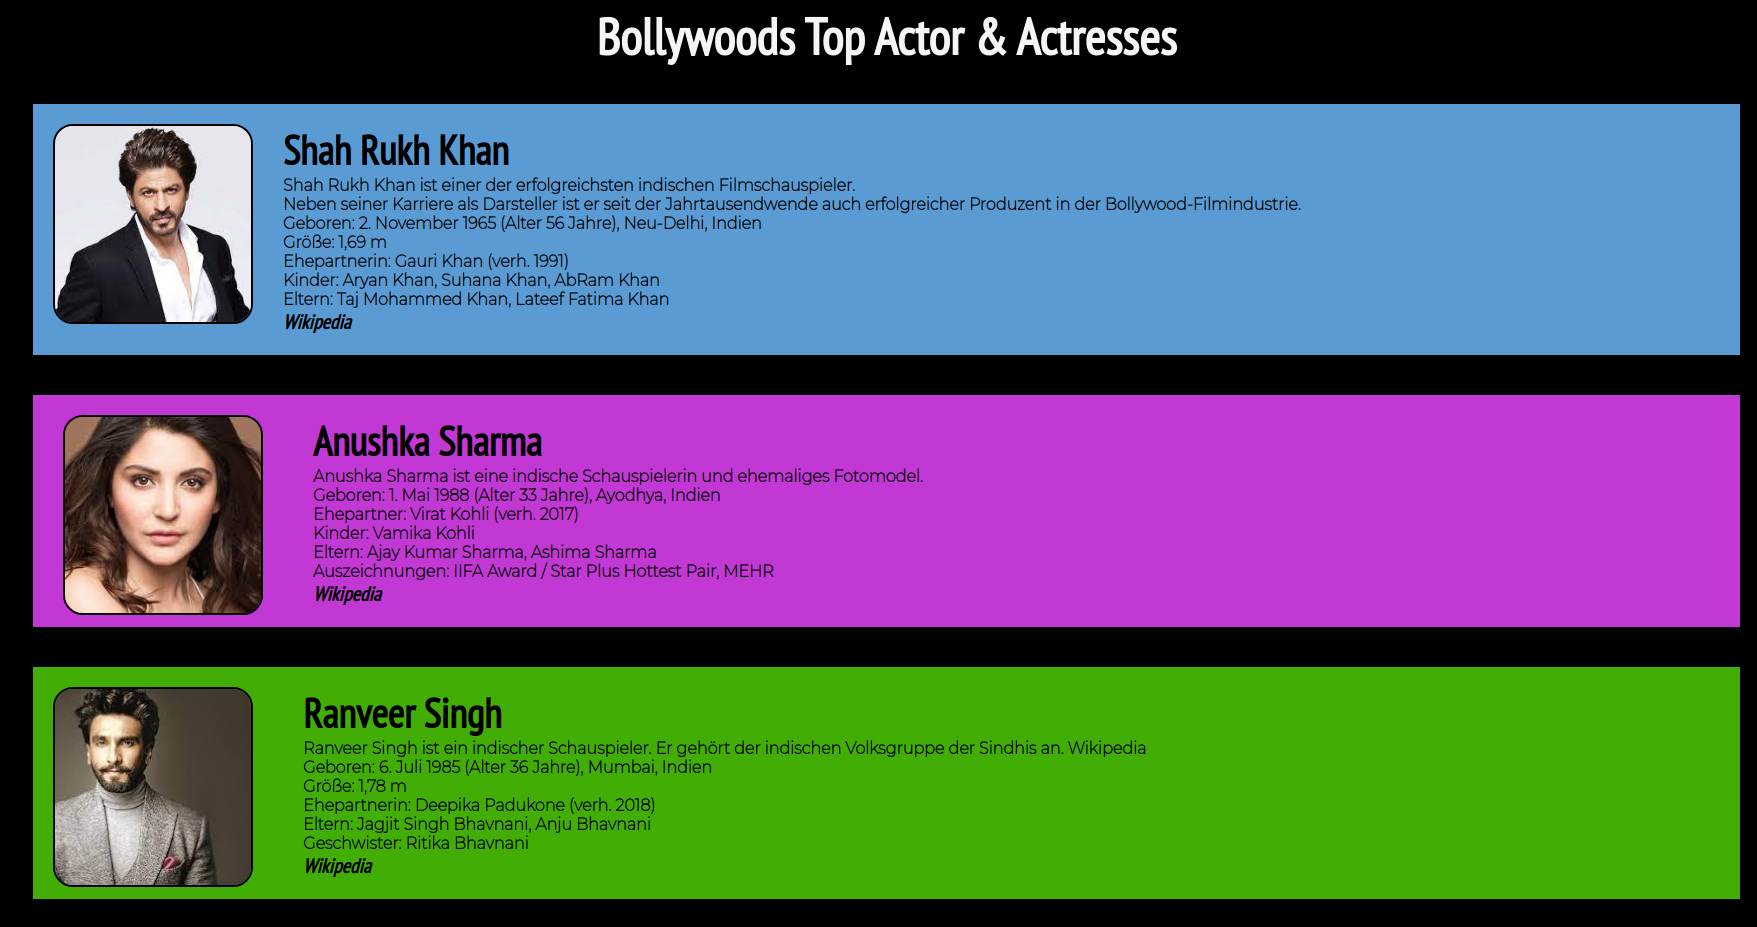 Bollywoods Top Actor & Actresses
Shah Rukh Khan
Shah Rukh Khan ist einer der erfolgreichsten indischen Filmschauspieler.
Neben seiner Karriere als Darsteller ist er seit der Jahrtausendwende auch erfolgreicher Produzent in der Bollywood-Filmindustrie.
Geboren: 2. November 1965 (Alter 56 Jahre), Neu-Delhi, Indien
Größe: 1,69 m
Ehepartnerin: Gauri Khan (verh. 1991)
Kinder: Aryan Khan, Suhana Khan, AbRam Khan
Eltern: Taj Mohammed Khan, Lateef Fatima Khan
Wikipedia
Anushka Sharma
Anushka Sharma ist eine indische Schauspielerin und ehemaliges Fotomodel.
Geboren: 1. Mai 1988 (Alter 33 Jahre), Ayodhya, Indien
Ehepartner: Virat Kohli (verh. 2017)
Kinder: Vamika Kohli
Eltern: Ajay Kumar Sharma, Ashima Sharma
Auszeichnungen: IIFA Award / Star Plus Hottest Pair, MEHR
Wikipedia
Ranveer Singh
Ranveer Singh ist ein indischer Schauspieler. Er gehört der indischen Volksgruppe der Sindhis an. Wikipedia
Geboren: 6. Juli 1985 (Alter 36 Jahre), Mumbai, Indien
Größe: 1,78 m
Ehepartnerin: Deepika Padukone (verh. 2018)
Eltern: Jagjit Singh Bhavnani, Anju Bhavnani
Geschwister: Ritika Bhavnani
Wikipedia